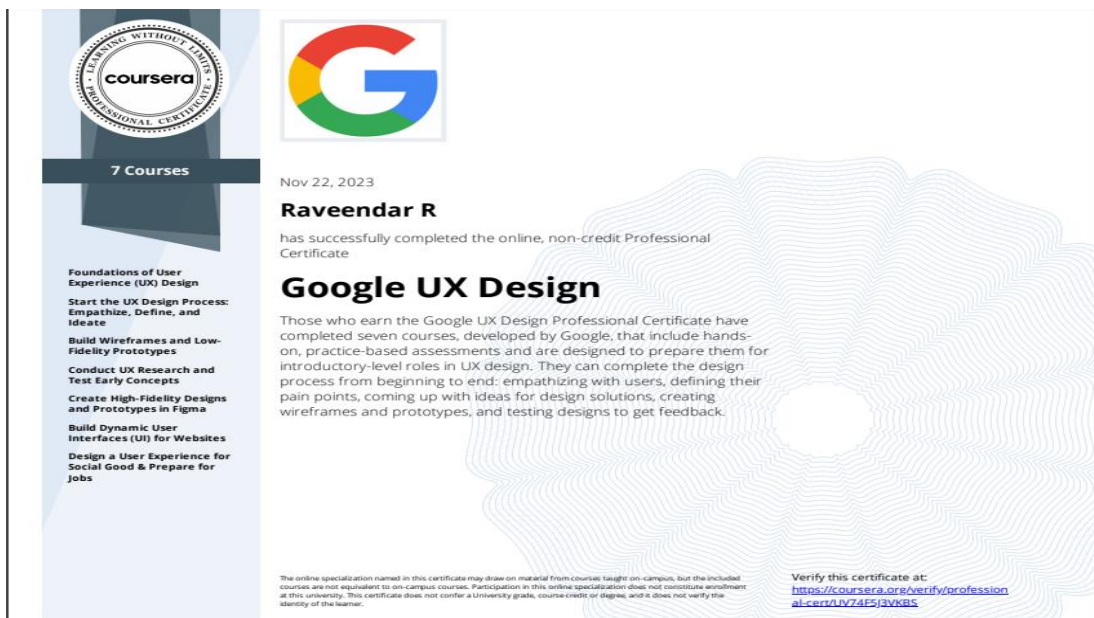 LEARNING WITHOUT LIMITS
coursera
PROFESSIONAL CERTIFICATE
7 Courses
Foundations of User
Experience (UX) Design
Start the UX Design Process:
Empathize, Define, and
Ideate
Build Wireframes and Low-
Fidelity Prototypes
Conduct UX Research and
Test Early Concepts
Create High-Fidelity Designs
and Prototypes in Figma
Build Dynamic User
Interfaces (UI) for Websites
Design a User Experience for
Social Good & Prepare for
Jobs
G
Nov 22, 2023
Raveendar R
has successfully completed the online, non-credit Professional
Certificate
Google UX Design
Those who earn the Google UX Design Professional Certificate have
completed seven courses, developed by Google, that include hands-
on, practice-based assessments and are designed to prepare them for
introductory-level roles in UX design. They can complete the design
process from beginning to end: empathizing with users, defining their
pain points, coming up with ideas for design solutions, creating
wireframes and prototypes, and testing designs to get feedback.
The online specialization named in this certificate may draw on material from courses taught on-campus, but the included
courses are not equivalent to on-campus courses. Participation in this online specialization does not constitute enrollment
at this university. This certificate does not confer a University grade, course credit or degree, and it does not verify the
identity of the learner.
Verify this certificate at:
https://coursera.org/verify/profession
al-cert/UV74F5J3VKBS